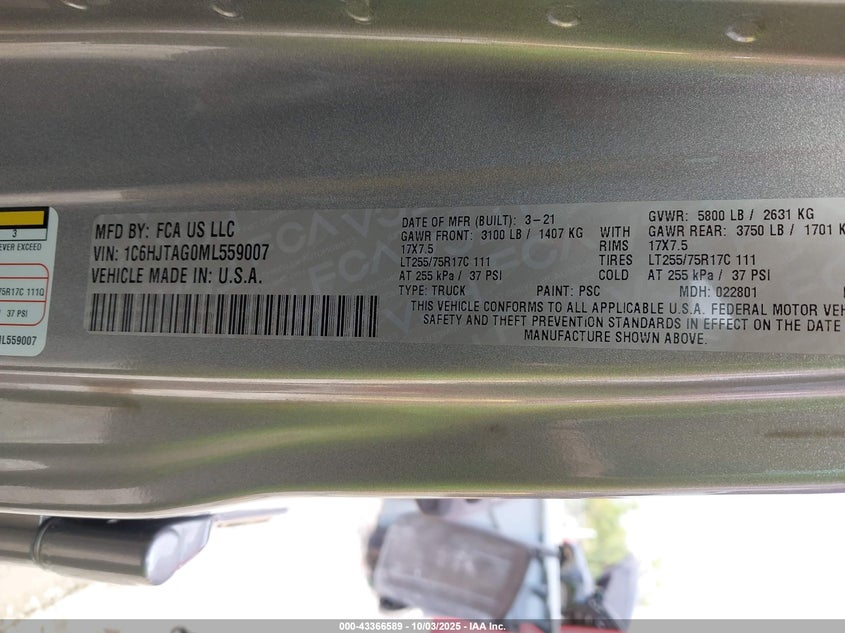 3
EVER EXCEED
75R17C 111Q
37 PSI
ML559007
MFD BY: FCA US LLC
VIN: 1C6HJTAG0ML559007
VEHICLE MADE IN U.S.A.
DATE OF MFR (BUILT): 3-21
GAWR FRONT: 3100 LB / 1407 KG
17X7.5
LT255/75R17C 111
AT 255 kPa / 37 PSI
WITH
RIMS
TIRES
COLD
GVWR: 5800 LB / 2631 KG
GAWR REAR: 3750 LB / 1701 K
17X7.5
LT255/75R17C 111
AT 255 kPa / 37 PSI
TYPE: TRUCK PAINT: PSC MDH: 022801
THIS VEHICLE CONFORMS TO ALL APPLICABLE U.S.A. FEDERAL MOTOR VEH
SAFETY AND THEFT PREVENTION STANDARDS IN EFFECT ON THE DATE
MANUFACTURE SHOWN ABOVE.
000-43366589 - 10/03/2025 - IAA Inc.